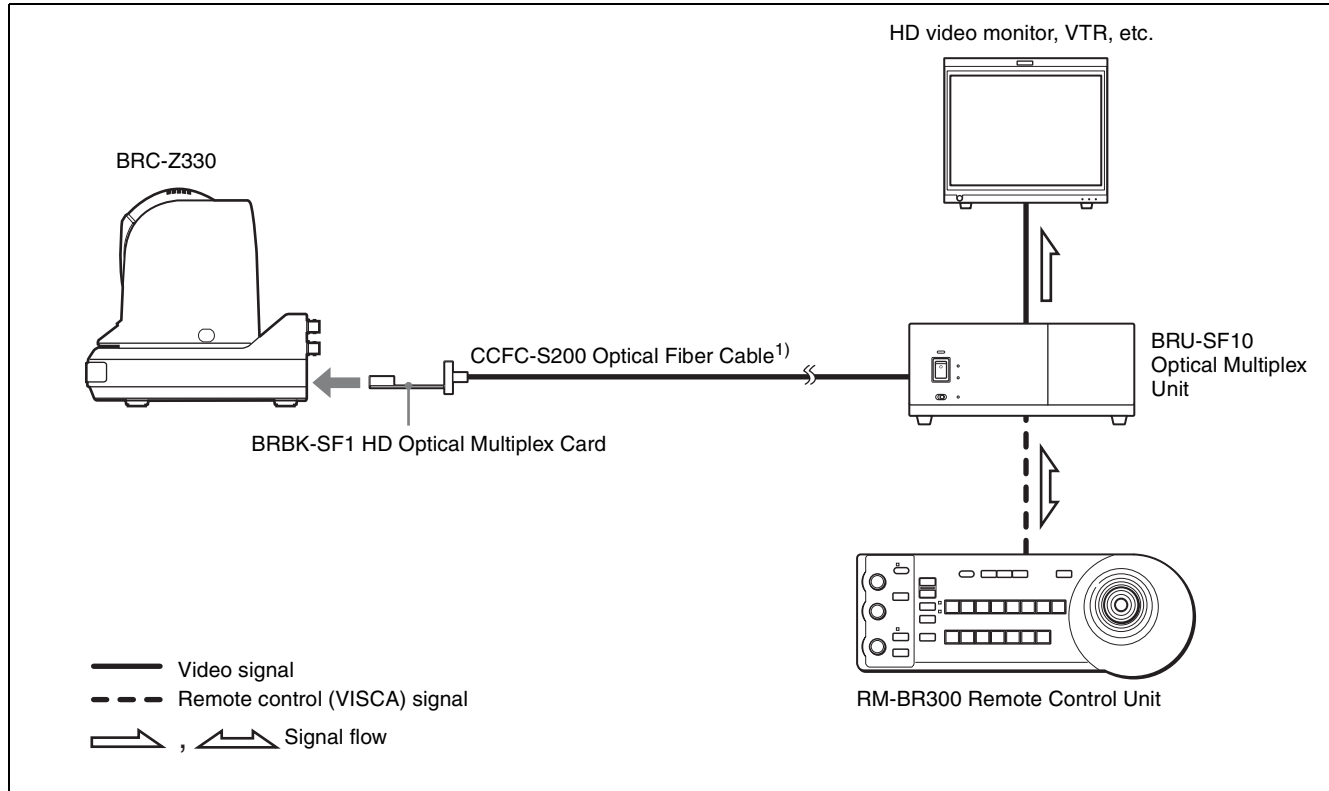 HD video monitor, VTR, etc.
BRC-Z330
CCFC-S200 Optical Fiber Cable1)
BRU-SF10
Optical Multiplex
Unit
BRBK-SF1 HD Optical Multiplex Card
Video signal
Remote control (VISCA) signal
, Signal flow
RM-BR300 Remote Control Unit